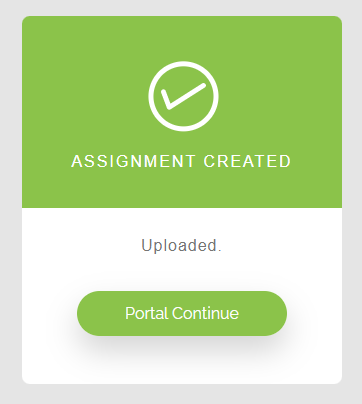 ASSIGNMENT CREATED
Uploaded.
Portal Continue